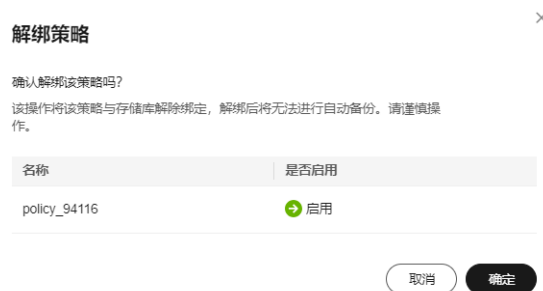 解绑策略
确认解绑该策略吗?
该操作将该策略与存储库解除绑定，解绑后将无法进行自动备份。请谨慎操
作。
名称 是否启用
policy_94116 启用
取消 确定